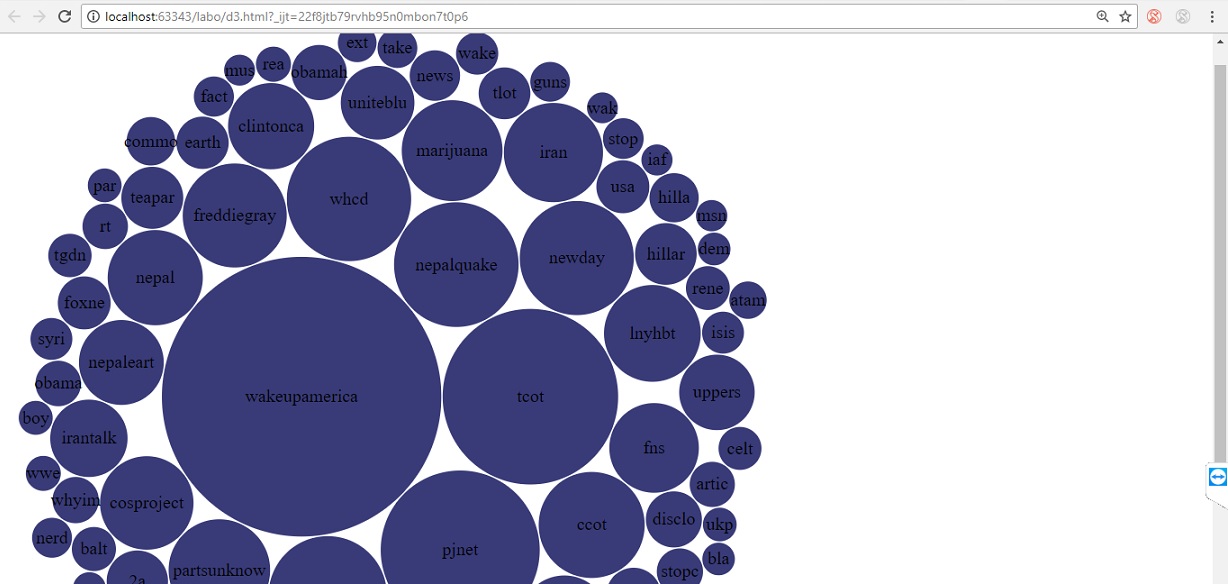 localhost:63343/labo/d3.html?_ijt=22f8jtb79rvhb95n0mbon7t0p6
ext
take
wake
mus
rea
obamah
news
guns
fact
uniteblu
tlot
wak
clintonca
stop
commo
earth
marijuana
iran
iaf
par
teapar
freddiegray
whcd
usa
hilla
msn
rt
tgdn
nepal
nepalquake
newday
hillar
dem
foxne
rene
atam
syri
nepaleart
lnyhbt
isis
obama
wakeupamerica
tcot
uppers
boy
irantalk
fns
celt
wwe
whyim
cosproject
artic
nerd
balt
ccot
disclo
ukp
partsunknow
pjnet
bla
2a
stopc